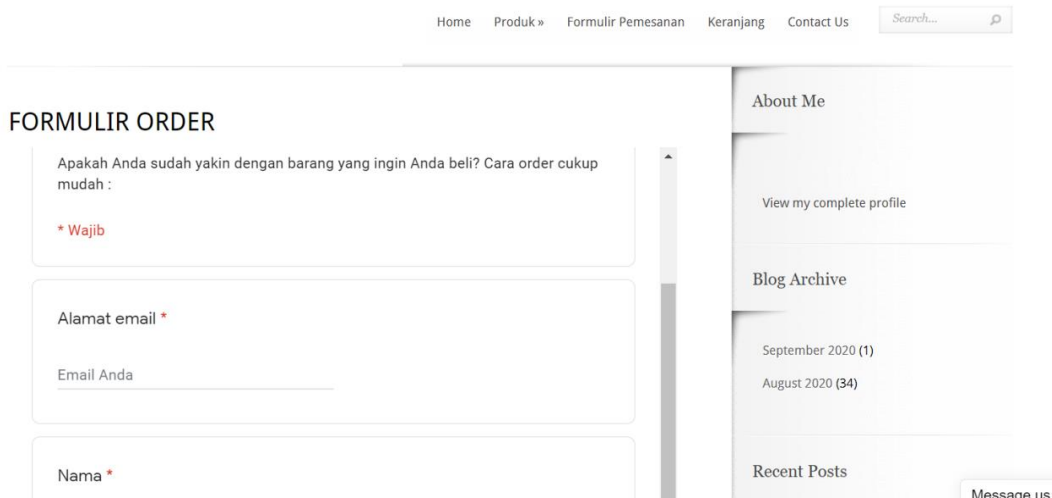 Home Produk » Formulir Pemesanan Keranjang Contact Us Search...
FORMULIR ORDER
Apakah Anda sudah yakin dengan barang yang ingin Anda beli? Cara order cukup
mudah :
* Wajib
Alamat email *
Email Anda
Nama *
About Me
View my complete profile
Blog Archive
September 2020 (1)
August 2020 (34)
Recent Posts
Message us